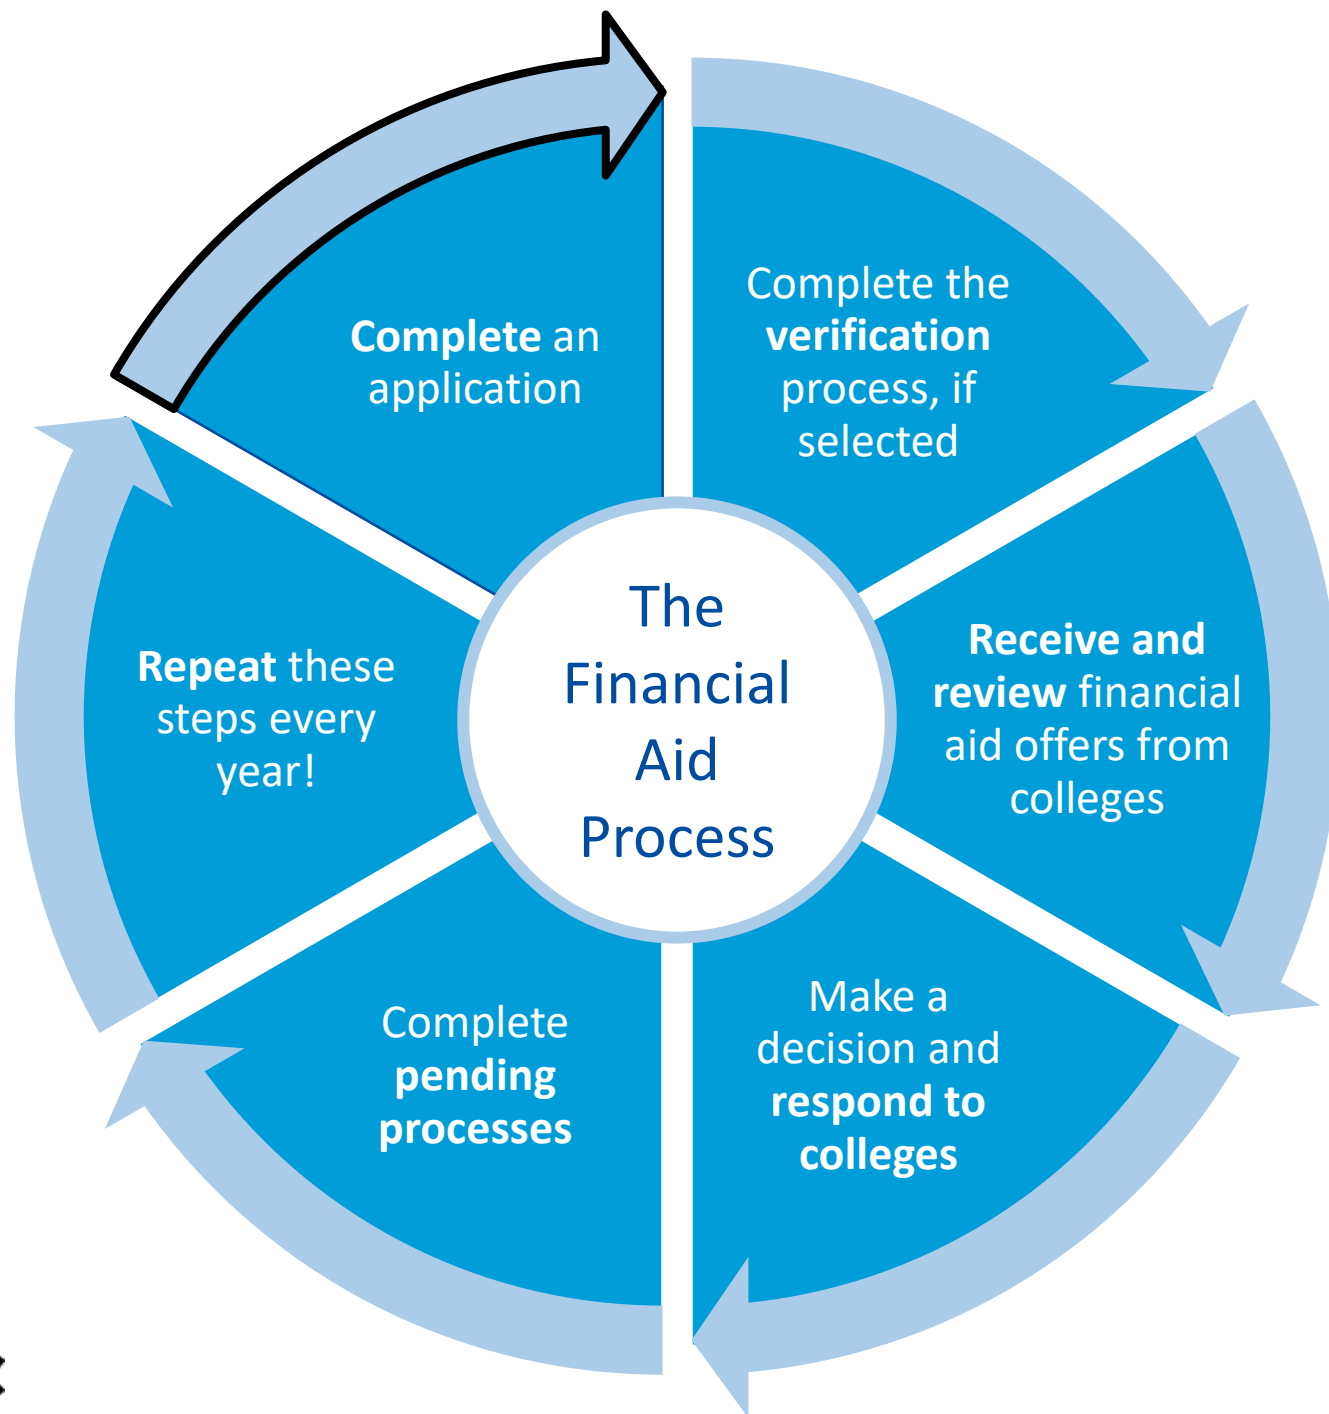 The
Financial
Aid
Process
Complete an
application
Complete the
verification
process, if
selected
Receive and
review financial
aid offers from
colleges
Make a
decision and
respond to
colleges
Complete
pending
processes
Repeat these
steps every
year!